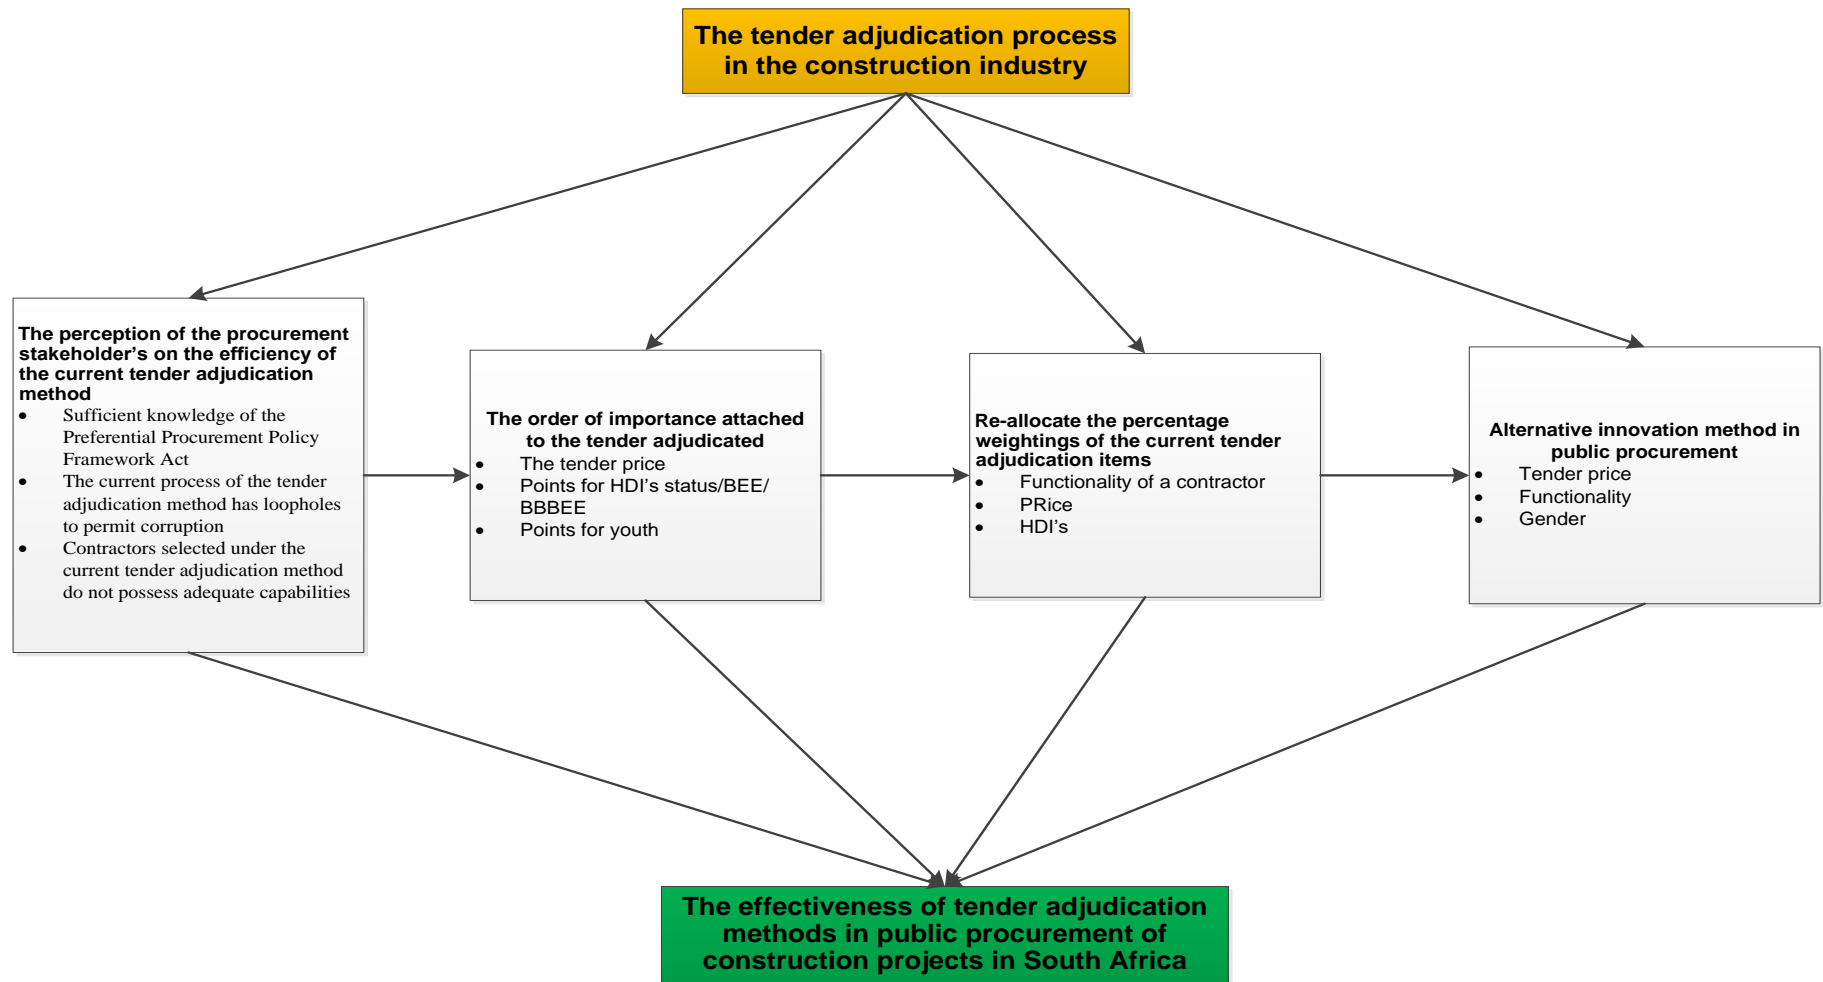 The tender adjudication process
in the construction industry
The perception of the procurement
stakeholder’s on the efficiency of
the current tender adjudication
method
• Sufficient knowledge of the
Preferential Procurement Policy
Framework Act
• The current process of the tender
adjudication method has loopholes
to permit corruption
• Contractors selected under the
current tender adjudication method
do not possess adequate capabilities
The order of importance attached
to the tender adjudicated
• The tender price
• Points for HDI’s status/BEE/
BBBEE
• Points for youth
Re-allocate the percentage
weightings of the current tender
adjudication items
• Functionality of a contractor
• PRice
• HDI’s
Alternative innovation method in
public procurement
• Tender price
• Functionality
• Gender
The effectiveness of tender adjudication
methods in public procurement of
construction projects in South Africa